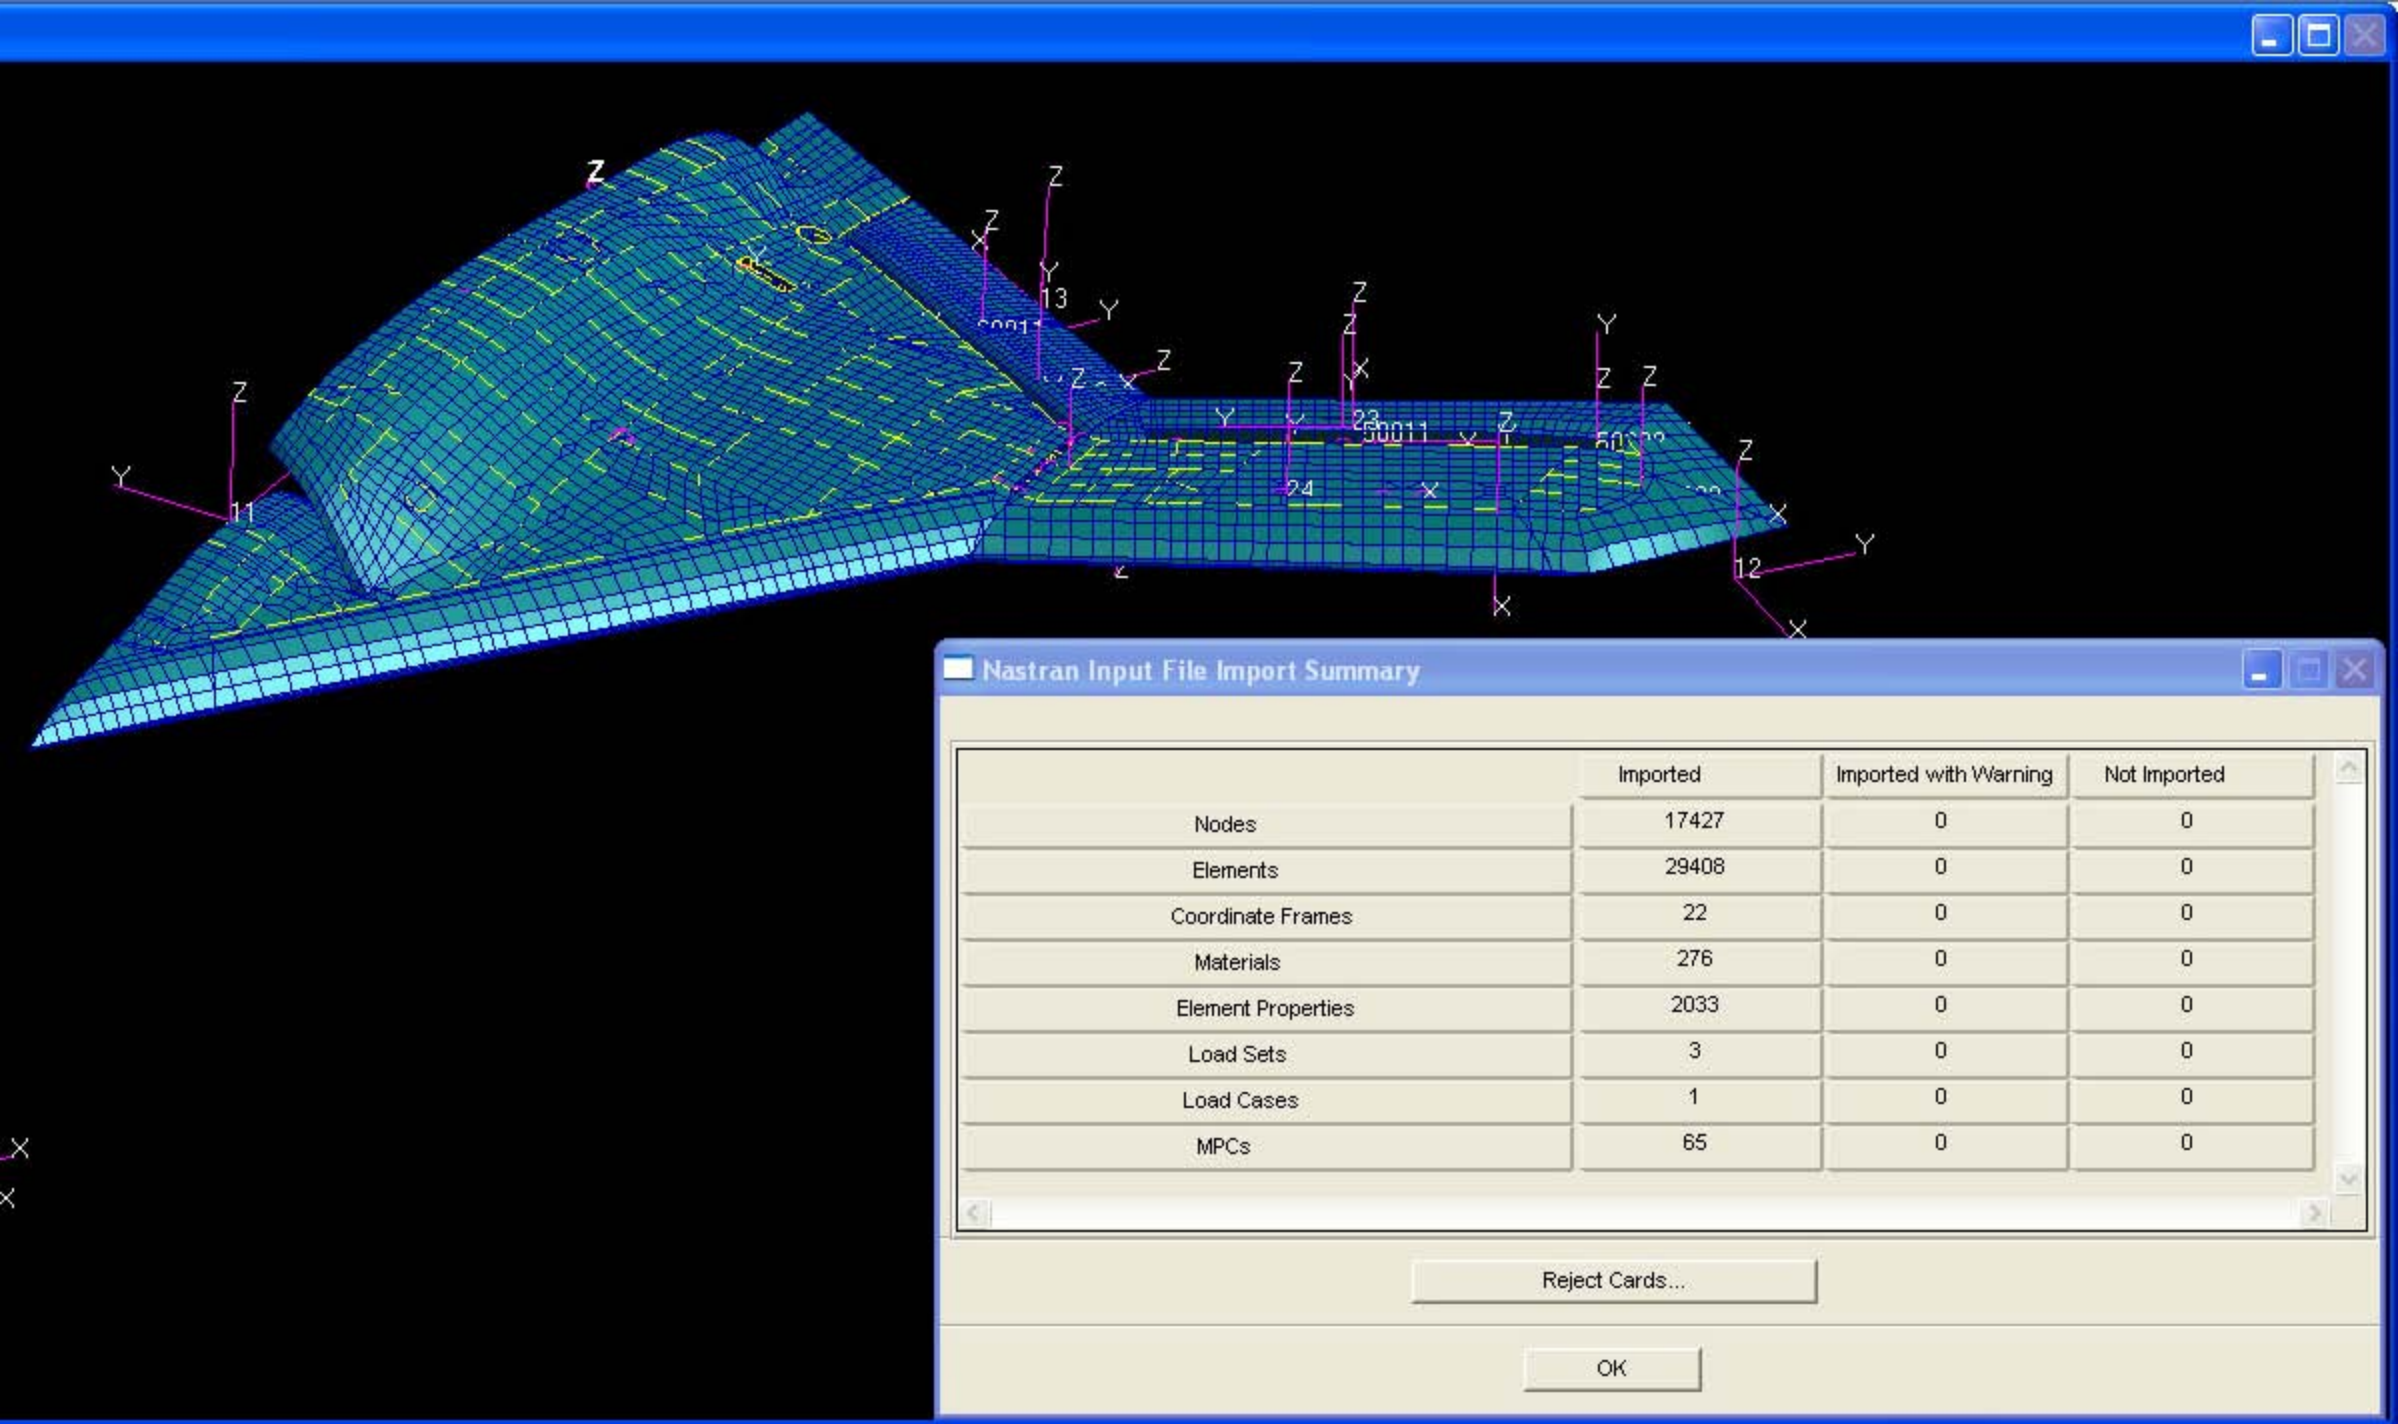 Z
Z
Z
X
Y
13
Y
Z
Z
Y
Z
X
Z
Z
Z
Z
Z
Y
Y
Y
23
50011
Z
X
Y
24
X
Z
11
X
12
Y
X
X
Nastran Input File Import Summary
Imported Imported with Warning Not Imported
Nodes 17427 0 0
Elements 29408 0 0
Coordinate Frames 22 0 0
Materials 276 0 0
Element Properties 2033 0 0
Load Sets 3 0 0
Load Cases 1 0 0
MPCs 65 0 0
X
X
Reject Cards...
OK